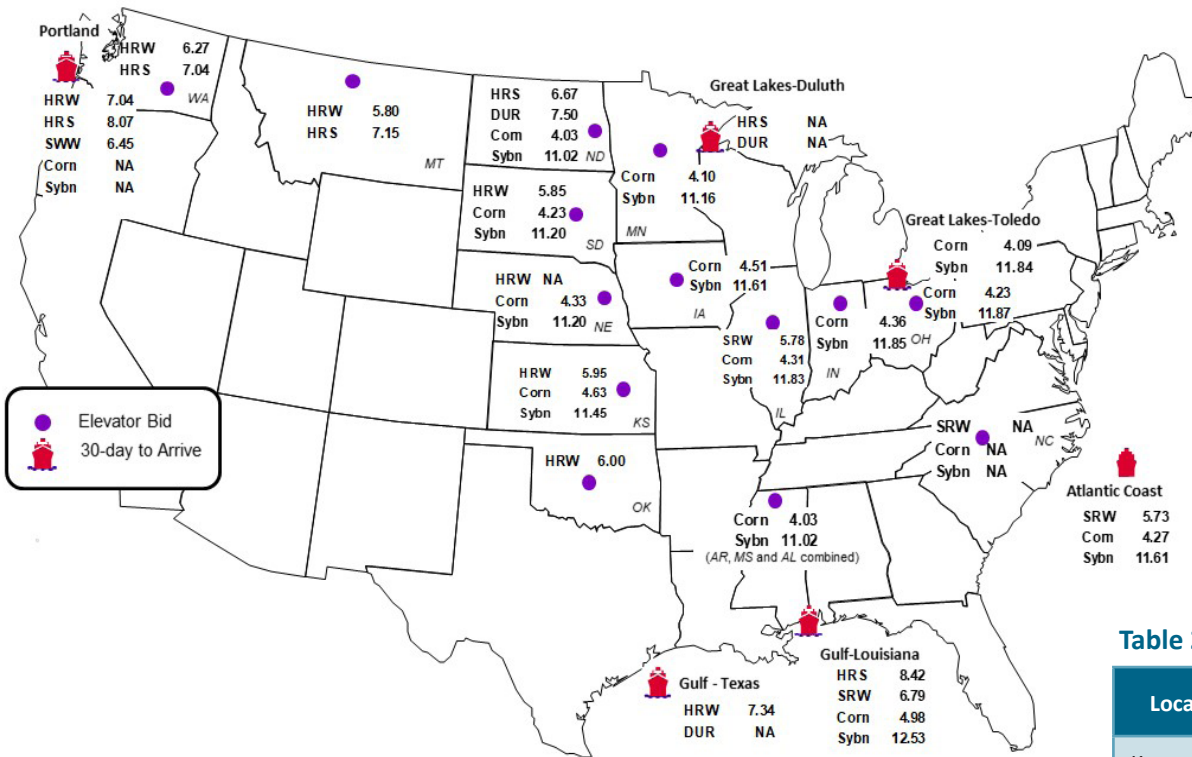 Portland
HRW 7.04
HRS 8.07
SWW 6.45
Corn NA
Sybn NA
HRW 6.27
HRS 7.04
WA
HRW 5.80
HRS 7.15
MT
HRS 6.67
DUR 7.50
Corn 4.03
Sybn 11.02 ND
HRW 5.85
Corn 4.23
Sybn 11.20 SD
HRW NA
Corn 4.33
Sybn 11.20 NE
HRW 5.95
Corn 4.63
Sybn 11.45
KS
HRW 6.00
OK
Great Lakes-Duluth
HRS NA
DUR NA
Corn 4.10
Sybn 11.16
MN
Corn 4.51
Sybn 11.61
IA
SRW 5.78
Corn 4.31
Sybn 11.83
IL
Great Lakes-Toledo
Corn 4.09
Sybn 11.84
Corn 4.36
Sybn 11.85
IN
Corn 4.23
Sybn 11.87
OH
SRW NA
Corn NA
Sybn NA
NC
Atlantic Coast
SRW 5.73
Corn 4.27
Sybn 11.61
Corn 4.03
Sybn 11.02
(AR, MS and AL combined)
Gulf-Louisiana
HRS 8.42
SRW 6.79
Corn 4.98
Sybn 12.53
Gulf - Texas
HRW 7.34
DUR NA
Elevator Bid
30-day to Arrive
Table
Loca